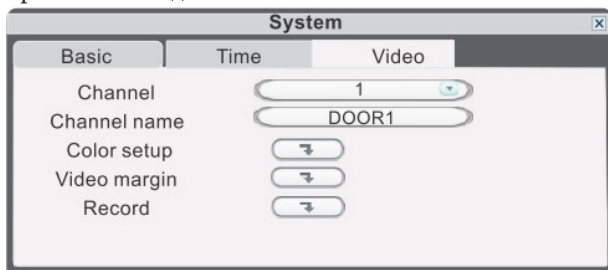 System
Basic Time Video
Channel 1
Channel name DOOR1
Color setup
Video margin
Record